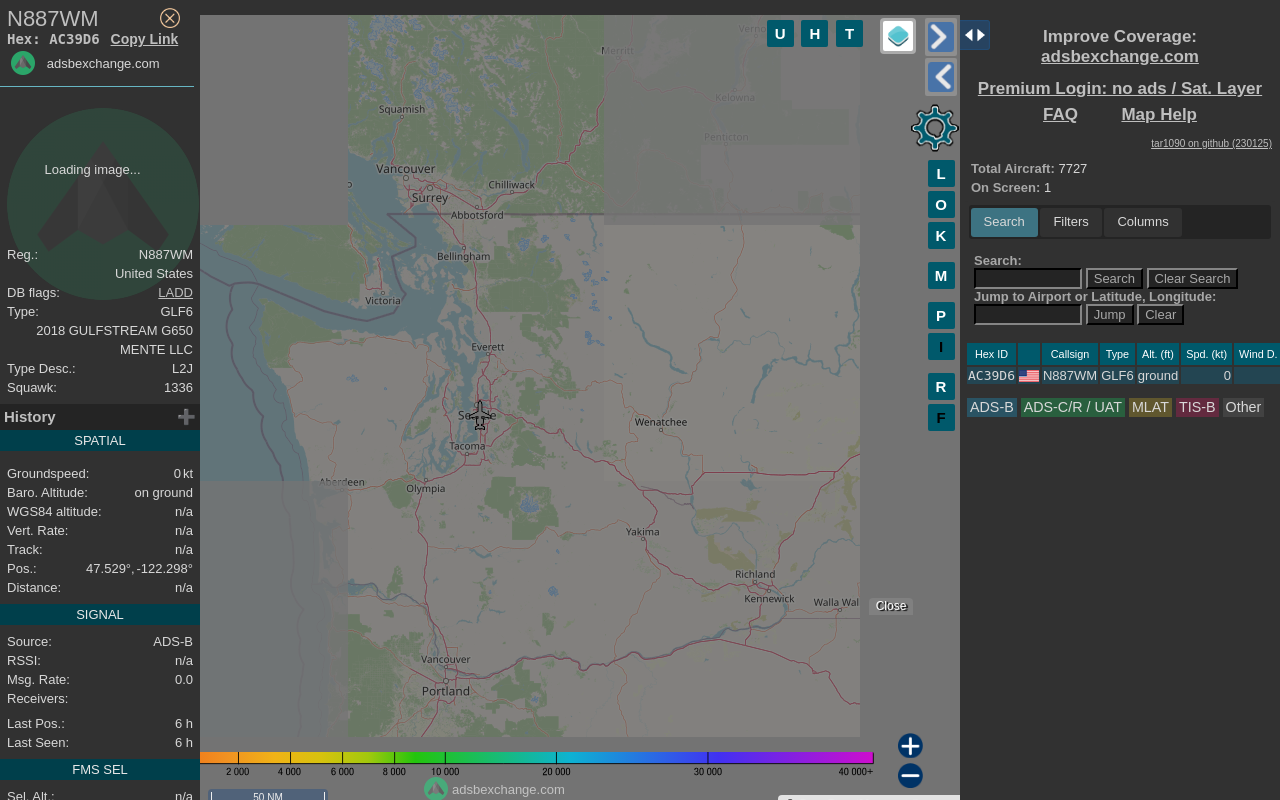 N887WM
Hex: AC39D6 Copy Link
adsbexchange.com
Loading image...
Reg.: N887WM
United States
DB flags: LADD
Type: GLF6
2018 GULFSTREAM G650
MENTE LLC
Type Desc.: L2J
Squawk: 1336
History
SPATIAL
Groundspeed: 0 kt
Baro. Altitude: on ground
WGS84 altitude: n/a
Vert. Rate: n/a
Track: n/a
Pos.: 47.529°, -122.298°
Distance: n/a
SIGNAL
Source: ADS-B
RSSI: n/a
Msg. Rate: 0.0
Receivers:
Last Pos.: 6 h
Last Seen: 6 h
FMS SEL
Sel. Alt.: n/a
U H T
Merritt
Kelowna
Squamish
Penticton
Vancouver
Chilliwack
Surrey
Abbotsford
Bellingham
Victoria
Everett
Wenatchee
Tacoma
Aberdeen
Olympia
Yakima
Richland
Kennewick
Walla Wal
Vancouver
Portland
L
O
K
M
P
I
R
F
Close
2 000 4 000 6 000 8 000 10 000 20 000 30 000 40 000+
adsbexchange.com
50 NM
Improve Coverage:
adsbexchange.com
Premium Login: no ads / Sat. Layer
FAQ Map Help
tar1090 on github (230125)
Total Aircraft: 7727
On Screen: 1
Search Filters Columns
Search:
Search Clear Search
Jump to Airport or Latitude, Longitude:
Jump Clear
Hex ID Callsign Type Alt. (ft) Spd. (kt) Wind D.
AC39D6 N887WM GLF6 ground 0
ADS-B ADS-C/R / UAT MLAT TIS-B Other